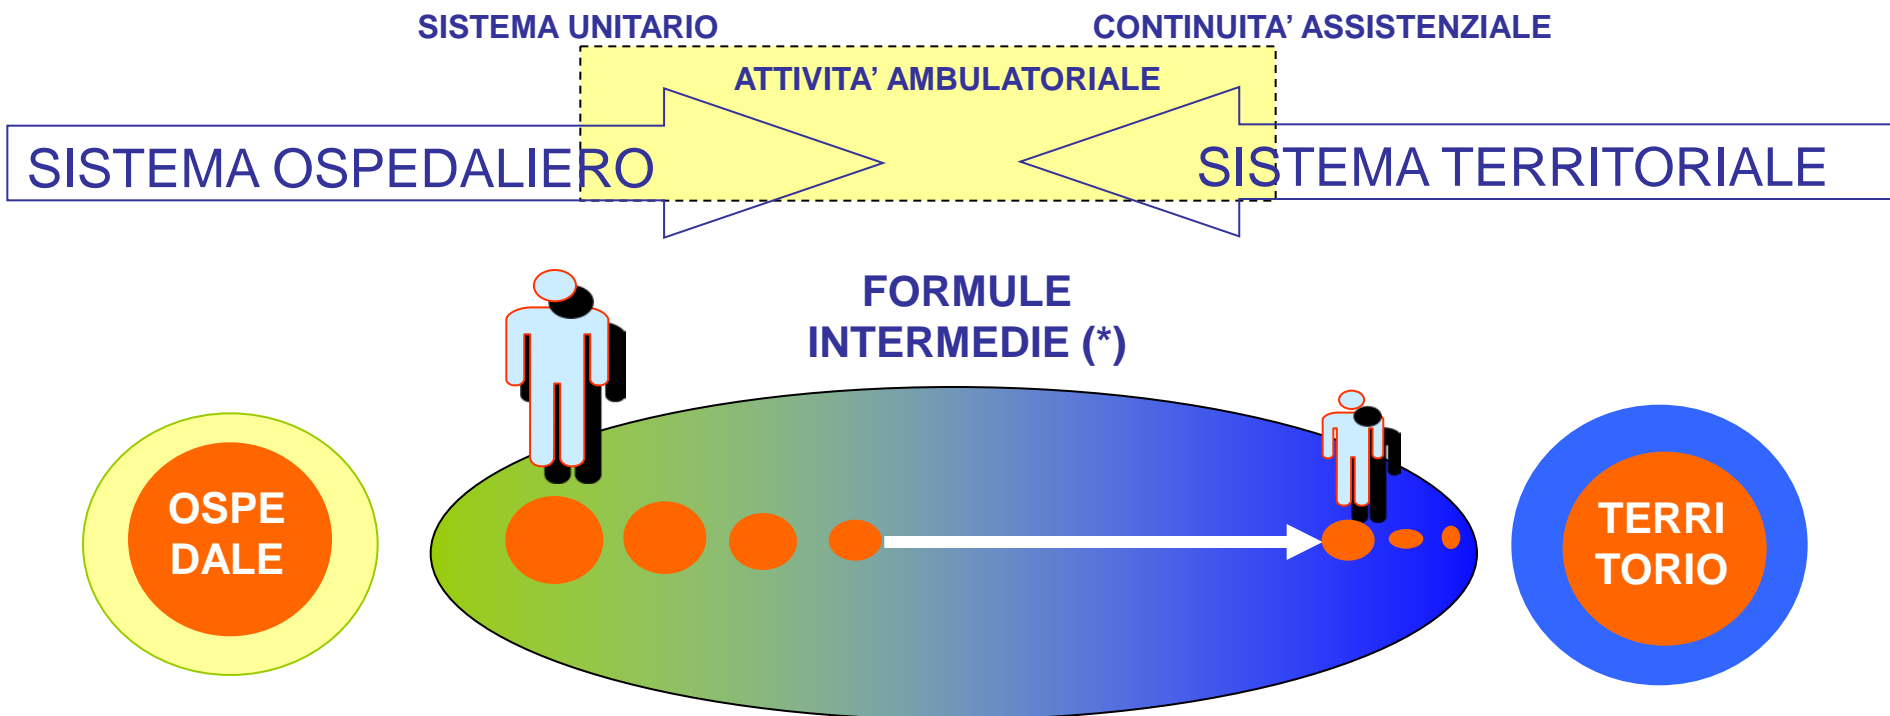 SISTEMA UNITARIO
CONTINUITA’ ASSISTENZIALE
ATTIVITA’ AMBULATORIALE
SISTEMA OSPEDALIERO
SISTEMA TERRITORIALE
FORMULE
INTERMEDIE (*)
OSPE
DALE
TERRI
TORIO